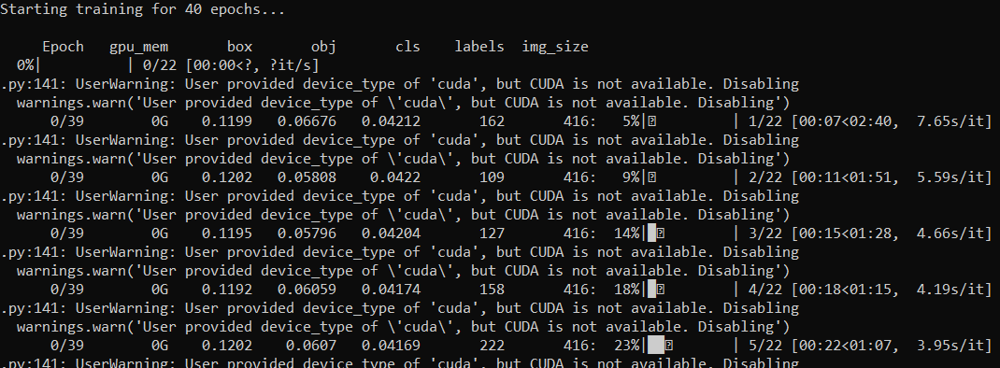 Starting training for 40 epochs...
Epoch gpu_mem box obj cls labels img_size
0%| | 0/22 [00:00<?, ?it/s]
.py:141: UserWarning: User provided device_type of 'cuda', but CUDA is not available. Disabling
warnings.warn('User provided device_type of \'cuda\', but CUDA is not available. Disabling')
0/39 0G 0.1199 0.06676 0.04212 162 416: 5%| | 1/22 [00:07<02:40, 7.65s/it]
.py:141: UserWarning: User provided device_type of 'cuda', but CUDA is not available. Disabling
warnings.warn('User provided device_type of \'cuda\', but CUDA is not available. Disabling')
0/39 0G 0.1202 0.05808 0.0422 109 416: 9%| | 2/22 [00:11<01:51, 5.59s/it]
.py:141: UserWarning: User provided device_type of 'cuda', but CUDA is not available. Disabling
warnings.warn('User provided device_type of \'cuda\', but CUDA is not available. Disabling')
0/39 0G 0.1195 0.05796 0.04204 127 416: 14%|█ | 3/22 [00:15<01:28, 4.66s/it]
.py:141: UserWarning: User provided device_type of 'cuda', but CUDA is not available. Disabling
warnings.warn('User provided device_type of \'cuda\', but CUDA is not available. Disabling')
0/39 0G 0.1192 0.06059 0.04174 158 416: 18%|█ | 4/22 [00:18<01:15, 4.19s/it]
.py:141: UserWarning: User provided device_type of 'cuda', but CUDA is not available. Disabling
warnings.warn('User provided device_type of \'cuda\', but CUDA is not available. Disabling')
0/39 0G 0.1202 0.0607 0.04169 222 416: 23%|██ | 5/22 [00:22<01:07, 3.95s/it]
.py:141: UserWarning: User provided device_type of 'cuda', but CUDA is not available. Disabling